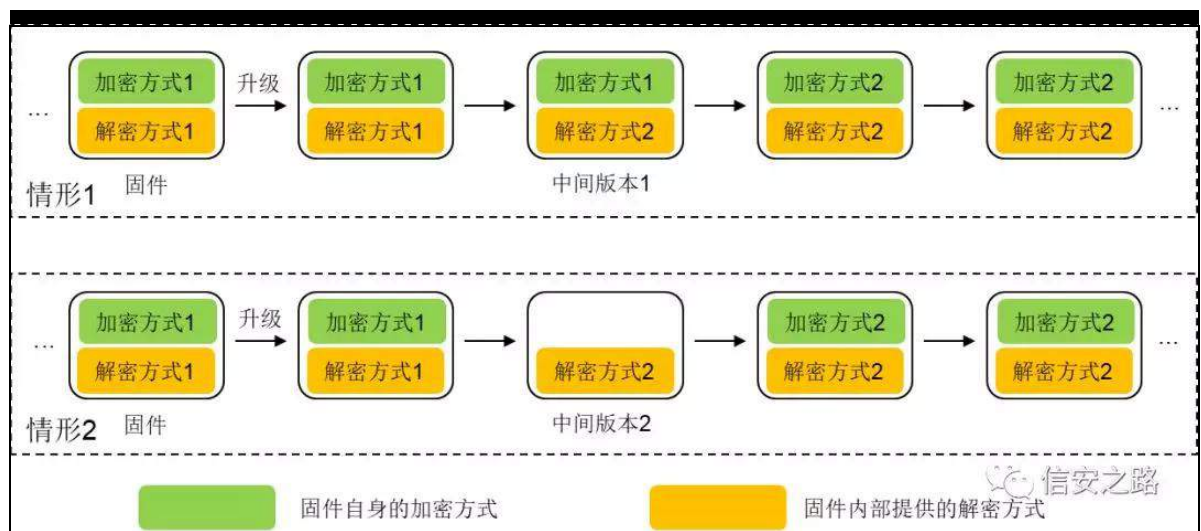 加密方式1 升级 加密方式1 加密方式1 加密方式2 加密方式2
... ...
解密方式1 解密方式1 解密方式2 解密方式2 解密方式2
情形1 固件 中间版本1
加密方式1 升级 加密方式1 加密方式2 加密方式2
... ...
解密方式1 解密方式1 解密方式2 解密方式2 解密方式2
情形2 固件 中间版本2
信安之路
固件自身的加密方式 固件内部提供的解密方式